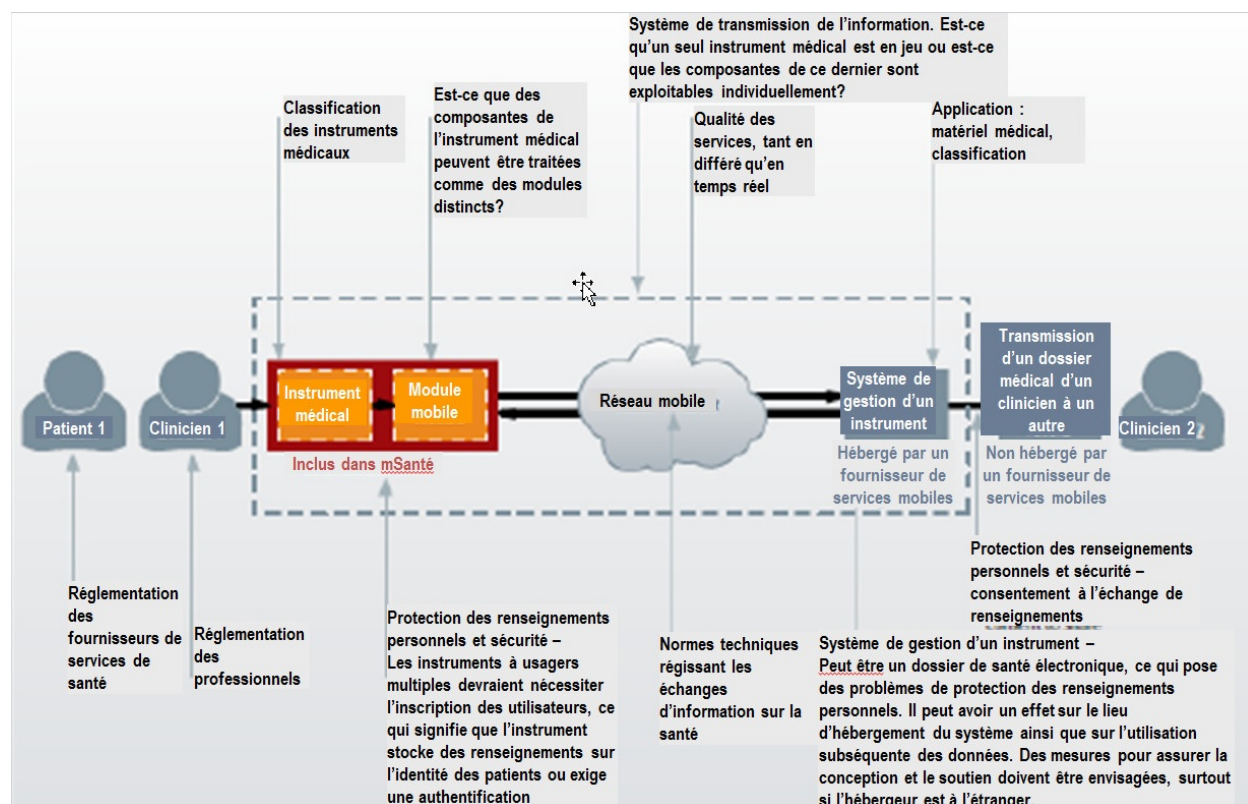 Système de transmission de l'information. Est-ce
qu'un seul instrument médical est en jeu ou est-ce
que les composantes de ce dernier sont
exploitables individuellement?
Classification
des instruments
médicaux
Est-ce que des
composantes de
l'instrument médical
peuvent être traitées
comme des modules
distincts?
Qualité des
services, tant en
différé qu'en
temps réel
Application :
matériel médical,
classification
Patient 1
Clinicien 1
Instrument
médical
Module
mobile
Inclus dans mSanté
Réseau mobile
Système de
gestion d'un
instrument
Hébergé par un
fournisseur de
services mobiles
Transmission
d'un dossier
médical d'un
clinicien à un
autre
Non hébergé par
un fournisseur de
services mobiles
Clinicien 2
Réglementation
des
fournisseurs de
services de
santé
Réglementation
des
professionnels
Protection des renseignements
personnels et sécurité –
Les instruments à usagers
multiples devraient nécessiter
l'inscription des utilisateurs, ce
qui signifie que l'instrument
stocke des renseignements sur
l'identité des patients ou exige
une authentification
Normes techniques
régissant les
échanges
d'information sur la
santé
Protection des renseignements
personnels et sécurité –
consentement à l'échange de
renseignements
Système de gestion d'un instrument –
Peut être un dossier de santé électronique, ce qui pose
des problèmes de protection des renseignements
personnels. Il peut avoir un effet sur le lieu
d'hébergement du système ainsi que sur l'utilisation
subséquente des données. Des mesures pour assurer la
conception et le soutien doivent être envisagées, surtout
si l'hébergeur est à l'étranger.